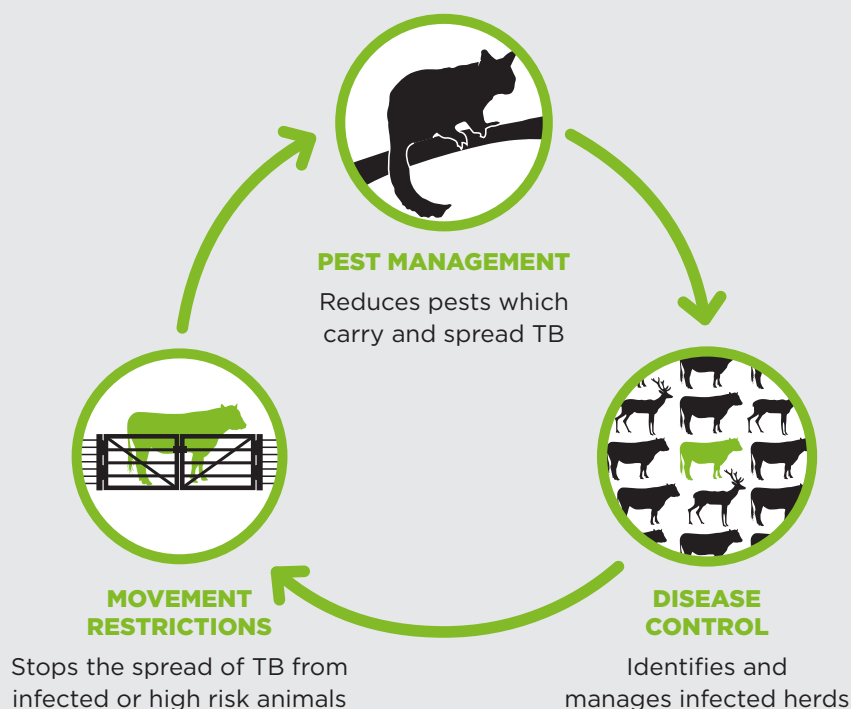 PEST MANAGEMENT
Reduces pests which
carry and spread TB
MOVEMENT
RESTRICTIONS
Stops the spread of TB from
infected or high risk animals
DISEASE
CONTROL
Identifies and
manages infected herds